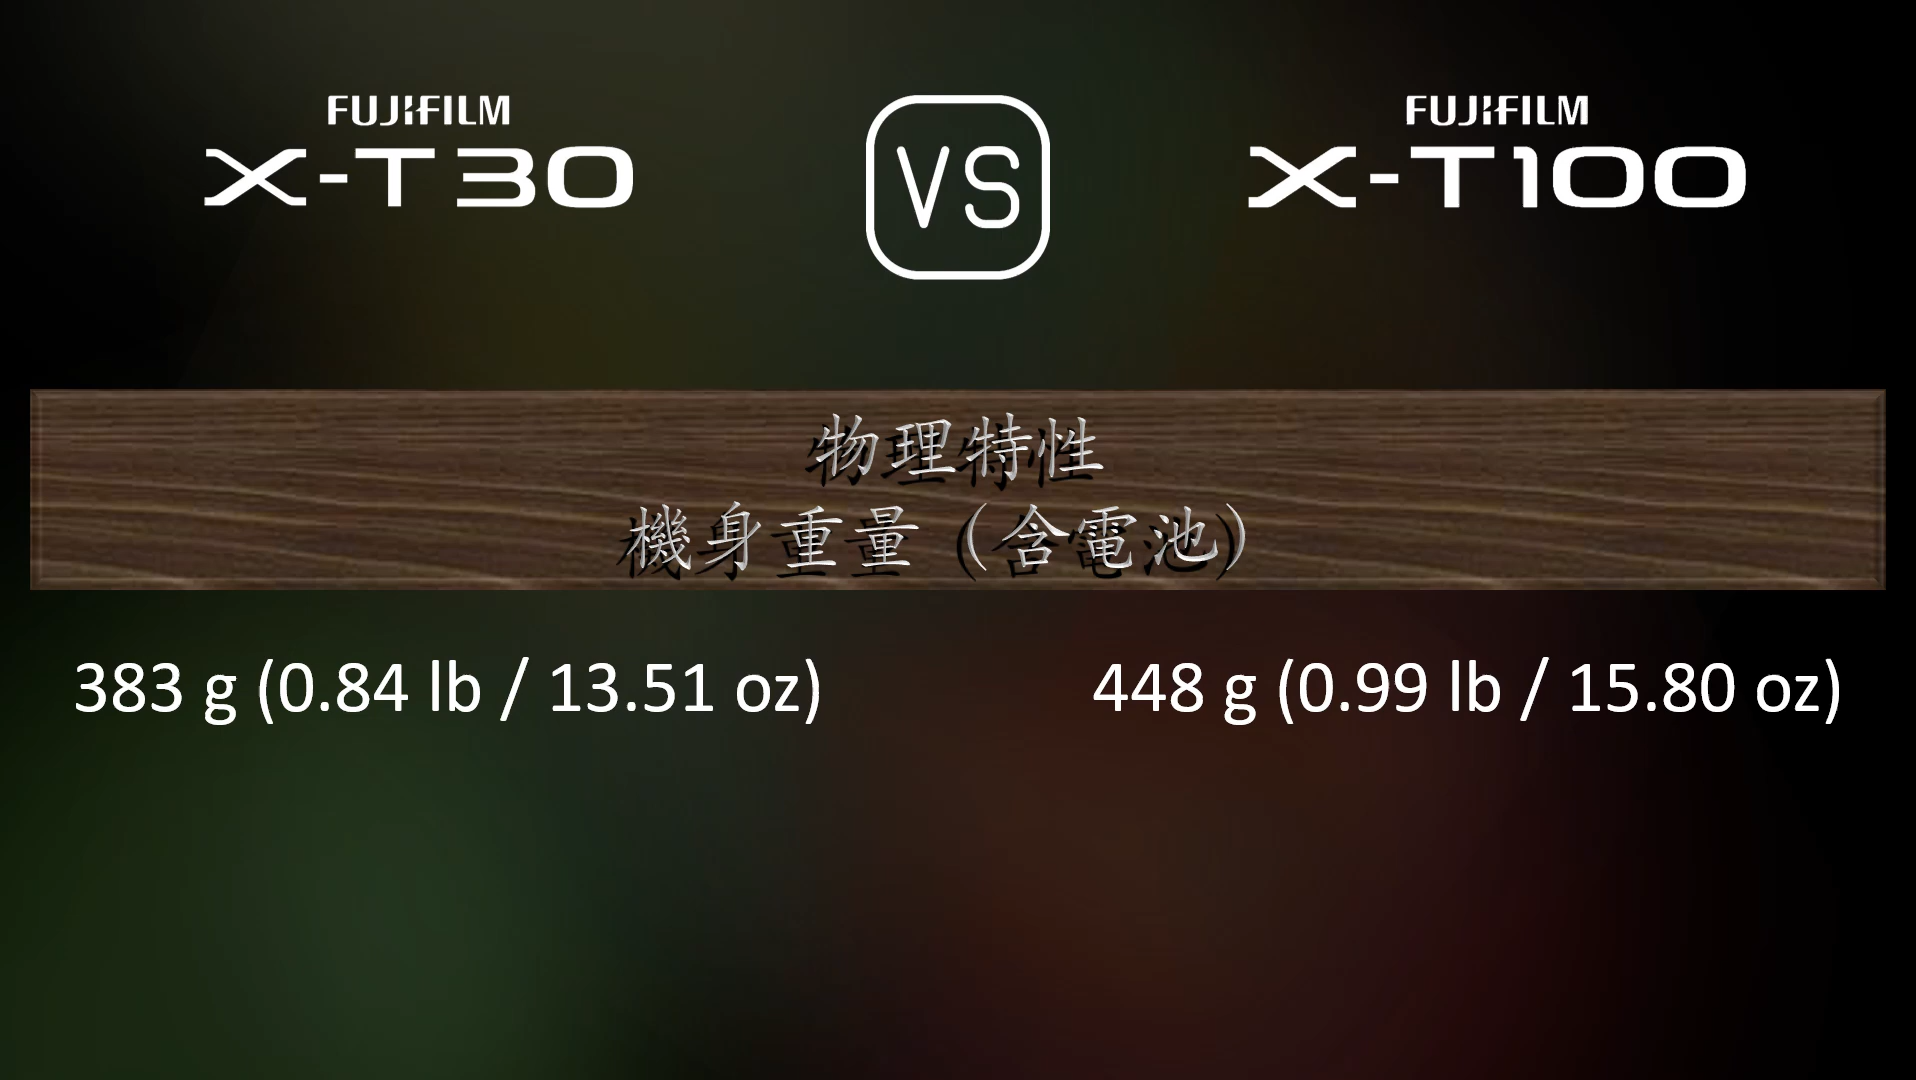 FUJIFILM
X-T30
VS
FUJIFILM
X-T100
物理特性
機身重量（含電池）
383 g (0.84 lb / 13.51 oz)
448 g (0.99 lb / 15.80 oz)